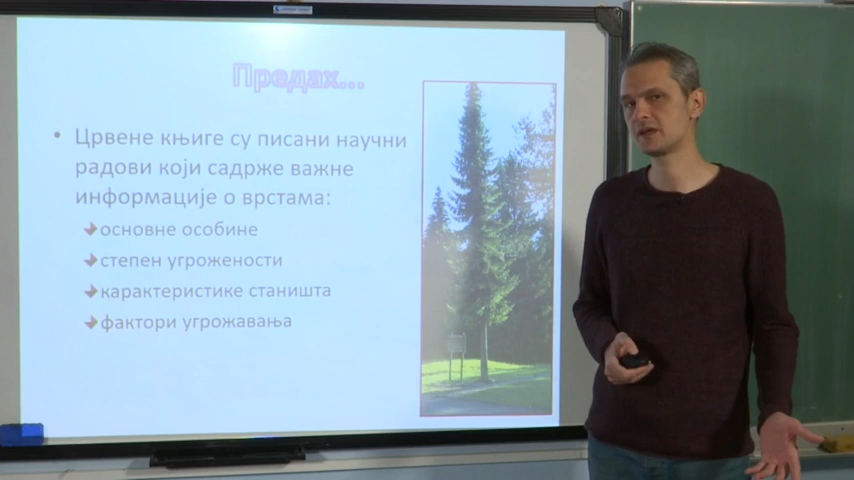 Предах...
• Црвене књиге су писани научни
радови који садрже важне
информације о врстама:
основне особине
степен угрожености
карактеристике станишта
фактори угрожавања